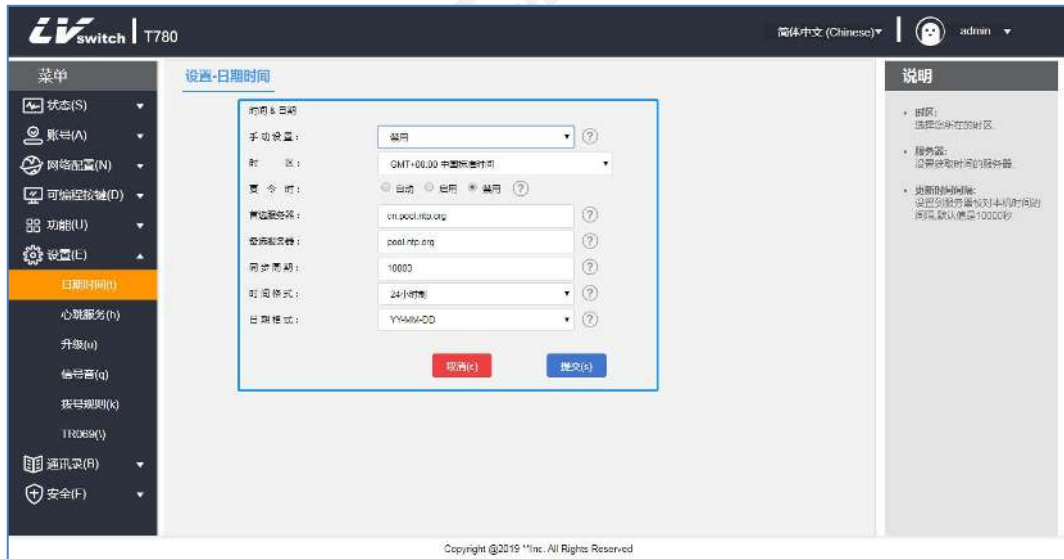 LVswitch T780
简体中文 (Chinese)
admin
菜单
状态(S)
账号(A)
网络配置(N)
可编程按键(D)
功能(U)
设置(E)
日期时间(t)
心跳服务(h)
升级(u)
信号音(q)
拨号规则(k)
TR069(\)
通讯录(B)
安全(F)
设置-日期时间
时间 & 日期
手动设置: 禁用
时 区: GMT+08:00 中国标准时间
夏 令 时: 自动 启用 禁用
首选服务器: cn.pool.ntp.org
备选服务器: pool.ntp.org
同步周期: 10003
时间格式: 24小时制
日期格式: YY-MM-DD
取消(c)
提交(s)
说明
时区:
选择您所在的时区
服务器:
设置获取时间的服务器
更新时间间隔:
设置到服务器校对本机时间的
间隔,默认值是10000秒
Copyright @2019 **Inc. All Rights Reserved